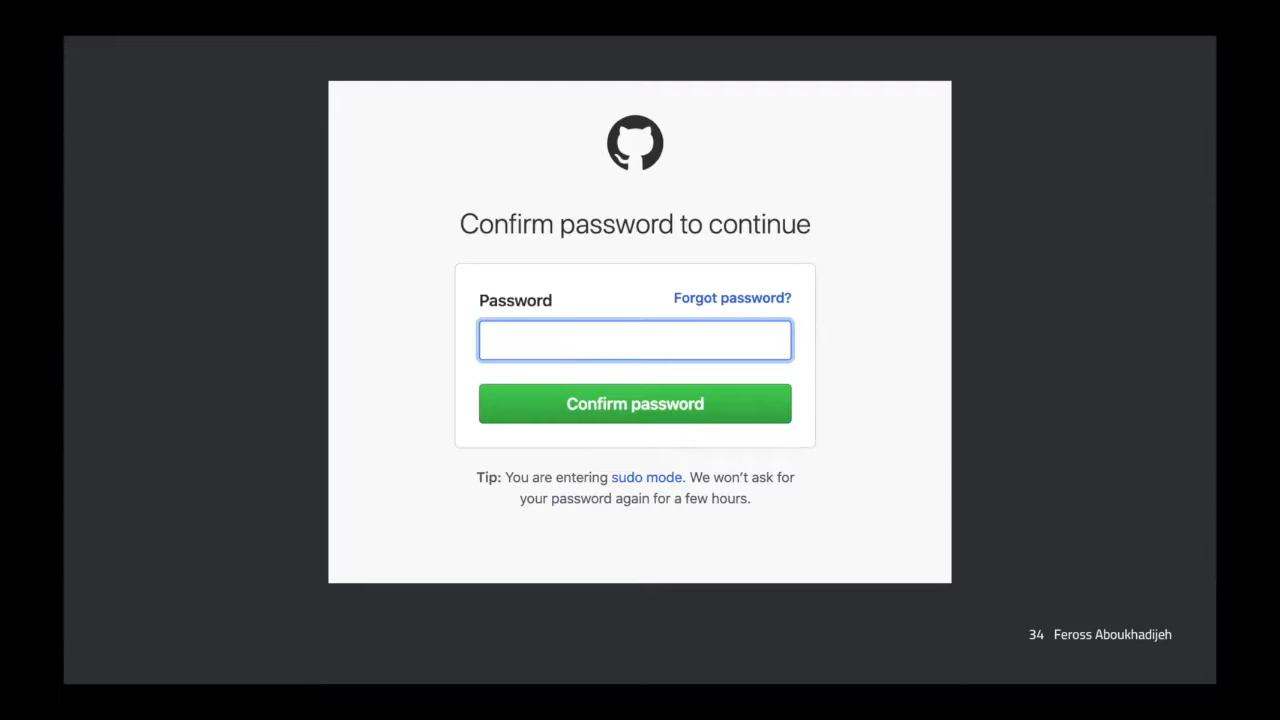 Confirm password to continue
Password
Forgot password?
Confirm password
Tip: You are entering sudo mode. We won’t ask for
your password again for a few hours.
34 Feross Aboukhadijeh